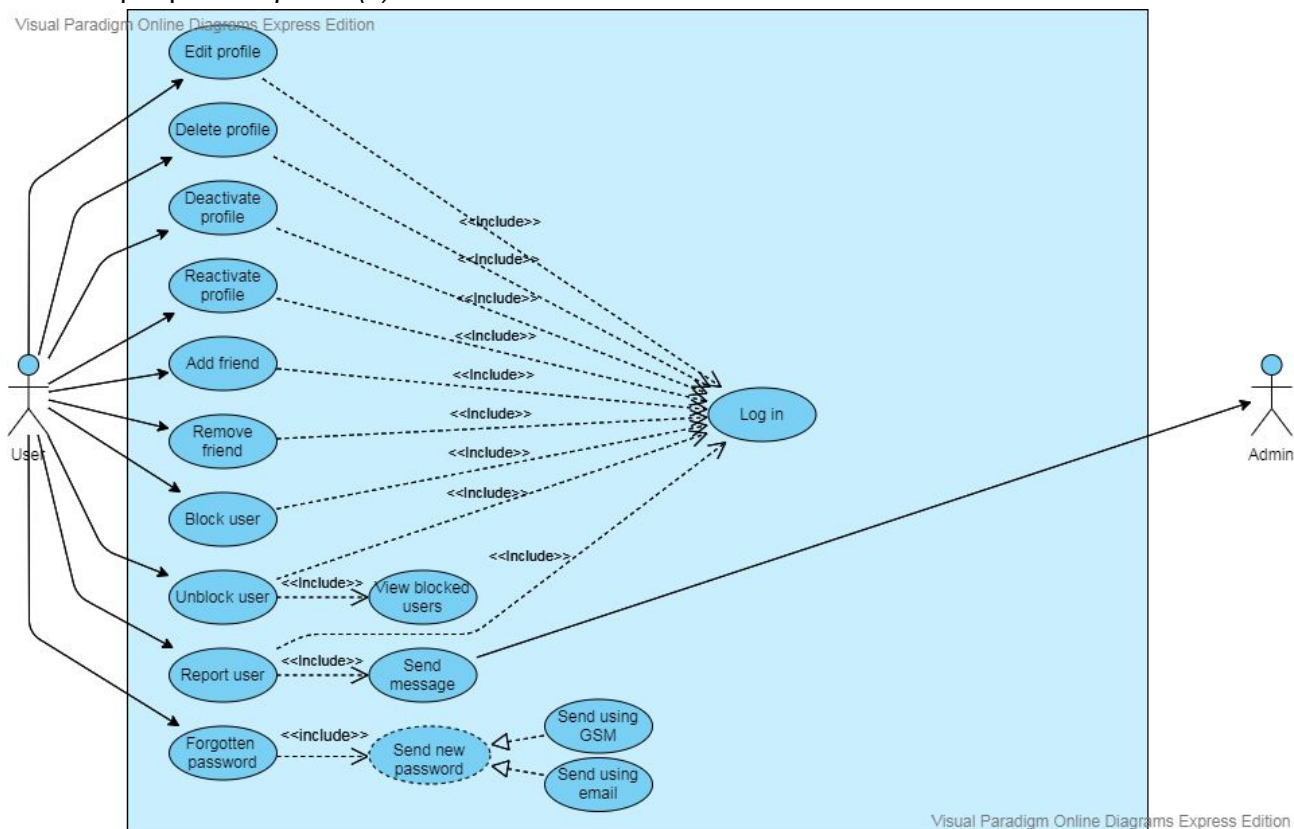 Visual Paradigm Online Diagrams Express Edition
Edit profile
Delete profile
Deactivate
profile
<<Include>>
<<Include>>
Reactivate
profile
<<Include>>
<<Include>>
Add friend
<<Include>>
Log in
Remove
friend
<<Include>>
User
Admin
<<Include>>
Block user
<<Include>>
<<Include>>
Unblock user
<<Include>>
View blocked
users
Report user
<<Include>>
Send
message
Forgotten
password
<<include>>
Send new
password
Send using
GSM
Send using
email
Visual Paradigm Online Diagrams Express Edition